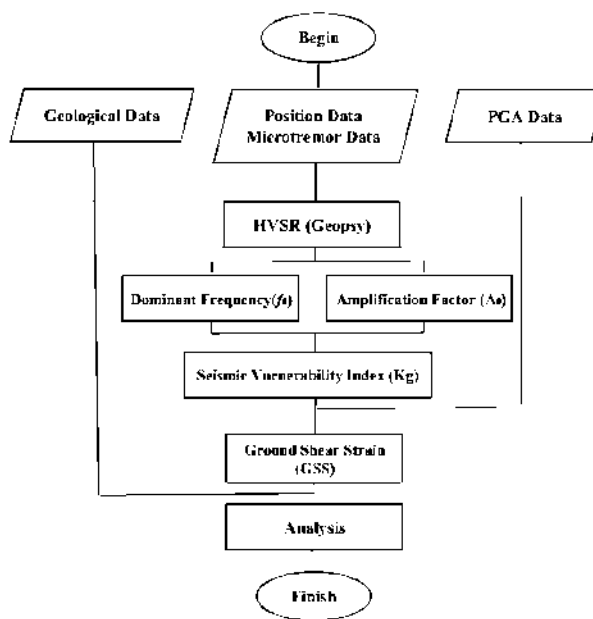 Begin
Geological Data
Position Data
Microtremor Data
PGA Data
HVSR (Geopsy)
Dominant Frequency(f₀)
Amplification Factor (A₀)
Seismic Vurnerability Index (Kg)
Ground Shear Strain
(GSS)
Analysis
Finish